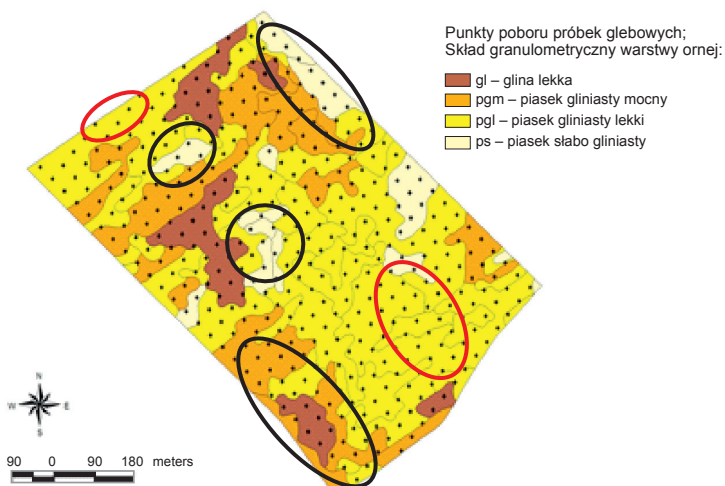 Punkty poboru próbek glebowych;
Skład granulometryczny warstwy ornej:
gl – glina lekka
pgm – piasek gliniasty mocny
pgl – piasek gliniasty lekki
ps – piasek słabo gliniasty
N
W E
S
90 0 90 180 meters